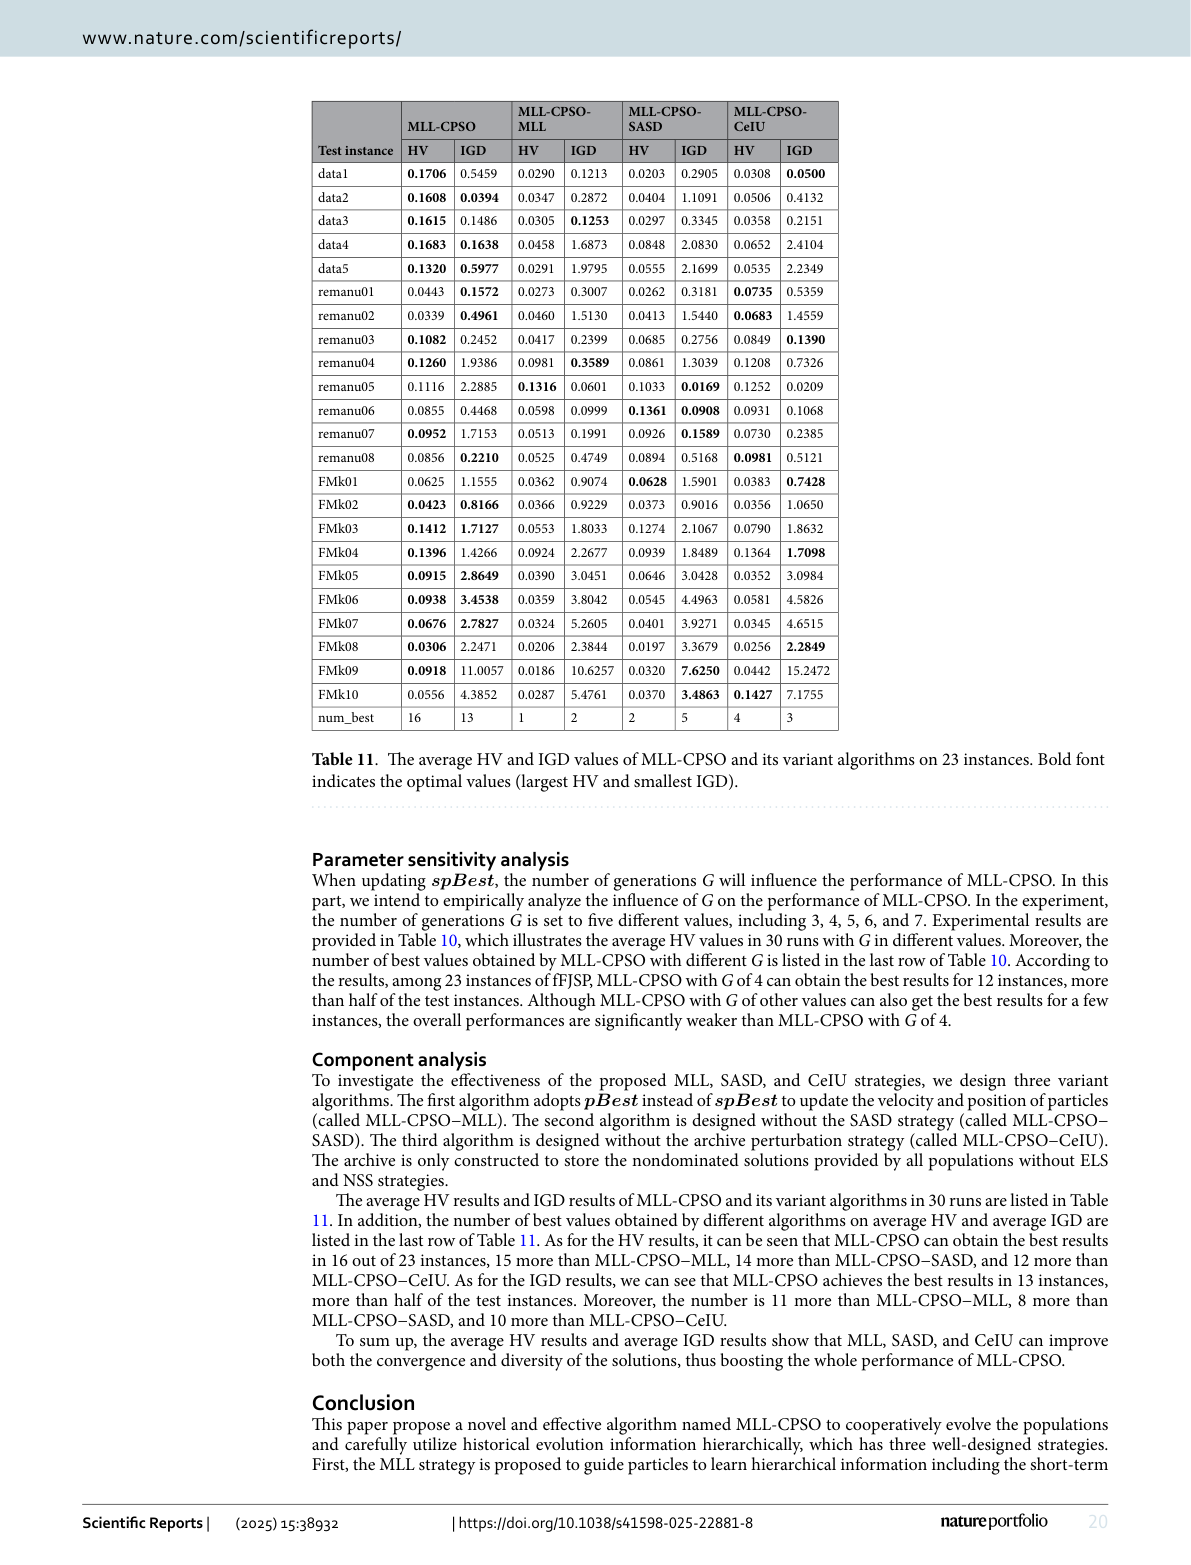 www.nature.com/scientificreports/
Test instance MLL-CPSO MLL-CPSO-MLL MLL-CPSO-SASD MLL-CPSO-CeIU
HV IGD HV IGD HV IGD HV IGD
data1 0.1706 0.5459 0.0290 0.1213 0.0203 0.2905 0.0308 0.0500
data2 0.1608 0.0394 0.0347 0.2872 0.0404 1.1091 0.0506 0.4132
data3 0.1615 0.1486 0.0305 0.1253 0.0297 0.3345 0.0358 0.2151
data4 0.1683 0.1638 0.0458 1.6873 0.0848 2.0830 0.0652 2.4104
data5 0.1320 0.5977 0.0291 1.9795 0.0555 2.1699 0.0535 2.2349
remanu01 0.0443 0.1572 0.0273 0.3007 0.0262 0.3181 0.0735 0.5359
remanu02 0.0339 0.4961 0.0460 1.5130 0.0413 1.5440 0.0683 1.4559
remanu03 0.1082 0.2452 0.0417 0.2399 0.0685 0.2756 0.0849 0.1390
remanu04 0.1260 1.9386 0.0981 0.3589 0.0861 1.3039 0.1208 0.7326
remanu05 0.1116 2.2885 0.1316 0.0601 0.1033 0.0169 0.1252 0.0209
remanu06 0.0855 0.4468 0.0598 0.0999 0.1361 0.0908 0.0931 0.1068
remanu07 0.0952 1.7153 0.0513 0.1991 0.0926 0.1589 0.0730 0.2385
remanu08 0.0856 0.2210 0.0525 0.4749 0.0894 0.5168 0.0981 0.5121
FMk01 0.0625 1.1555 0.0362 0.9074 0.0628 1.5901 0.0383 0.7428
FMk02 0.0423 0.8166 0.0366 0.9229 0.0373 0.9016 0.0356 1.0650
FMk03 0.1412 1.7127 0.0553 1.8033 0.1274 2.1067 0.0790 1.8632
FMk04 0.1396 1.4266 0.0924 2.2677 0.0939 1.8489 0.1364 1.7098
FMk05 0.0915 2.8649 0.0390 3.0451 0.0646 3.0428 0.0352 3.0984
FMk06 0.0938 3.4538 0.0359 3.8042 0.0545 4.4963 0.0581 4.5826
FMk07 0.0676 2.7827 0.0324 5.2605 0.0401 3.9271 0.0345 4.6515
FMk08 0.0306 2.2471 0.0206 2.3844 0.0197 3.3679 0.0256 2.2849
FMk09 0.0918 11.0057 0.0186 10.6257 0.0320 7.6250 0.0442 15.2472
FMk10 0.0556 4.3852 0.0287 5.4761 0.0370 3.4863 0.1427 7.1755
num_best 16 13 1 2 2 5 4 3
Table 11. The average HV and IGD values of MLL-CPSO and its variant algorithms on 23 instances. Bold font
indicates the optimal values (largest HV and smallest IGD).
Parameter sensitivity analysis
When updating spBest, the number of generations G will influence the performance of MLL-CPSO. In this
part, we intend to empirically analyze the influence of G on the performance of MLL-CPSO. In the experiment,
the number of generations G is set to five different values, including 3, 4, 5, 6, and 7. Experimental results are
provided in Table 10, which illustrates the average HV values in 30 runs with G in different values. Moreover, the
number of best values obtained by MLL-CPSO with different G is listed in the last row of Table 10. According to
the results, among 23 instances of fFJSP, MLL-CPSO with G of 4 can obtain the best results for 12 instances, more
than half of the test instances. Although MLL-CPSO with G of other values can also get the best results for a few
instances, the overall performances are significantly weaker than MLL-CPSO with G of 4.
Component analysis
To investigate the effectiveness of the proposed MLL, SASD, and CeIU strategies, we design three variant
algorithms. The first algorithm adopts pBest instead of spBest to update the velocity and position of particles
(called MLL-CPSO−MLL). The second algorithm is designed without the SASD strategy (called MLL-CPSO−
SASD). The third algorithm is designed without the archive perturbation strategy (called MLL-CPSO−CeIU).
The archive is only constructed to store the nondominated solutions provided by all populations without ELS
and NSS strategies.
The average HV results and IGD results of MLL-CPSO and its variant algorithms in 30 runs are listed in Table
11. In addition, the number of best values obtained by different algorithms on average HV and average IGD are
listed in the last row of Table 11. As for the HV results, it can be seen that MLL-CPSO can obtain the best results
in 16 out of 23 instances, 15 more than MLL-CPSO−MLL, 14 more than MLL-CPSO−SASD, and 12 more than
MLL-CPSO−CeIU. As for the IGD results, we can see that MLL-CPSO achieves the best results in 13 instances,
more than half of the test instances. Moreover, the number is 11 more than MLL-CPSO−MLL, 8 more than
MLL-CPSO−SASD, and 10 more than MLL-CPSO−CeIU.
To sum up, the average HV results and average IGD results show that MLL, SASD, and CeIU can improve
both the convergence and diversity of the solutions, thus boosting the whole performance of MLL-CPSO.
Conclusion
This paper propose a novel and effective algorithm named MLL-CPSO to cooperatively evolve the populations
and carefully utilize historical evolution information hierarchically, which has three well-designed strategies.
First, the MLL strategy is proposed to guide particles to learn hierarchical information including the short-term
Scientific Reports | (2025) 15:38932 | https://doi.org/10.1038/s41598-025-22881-8 nature portfolio 20